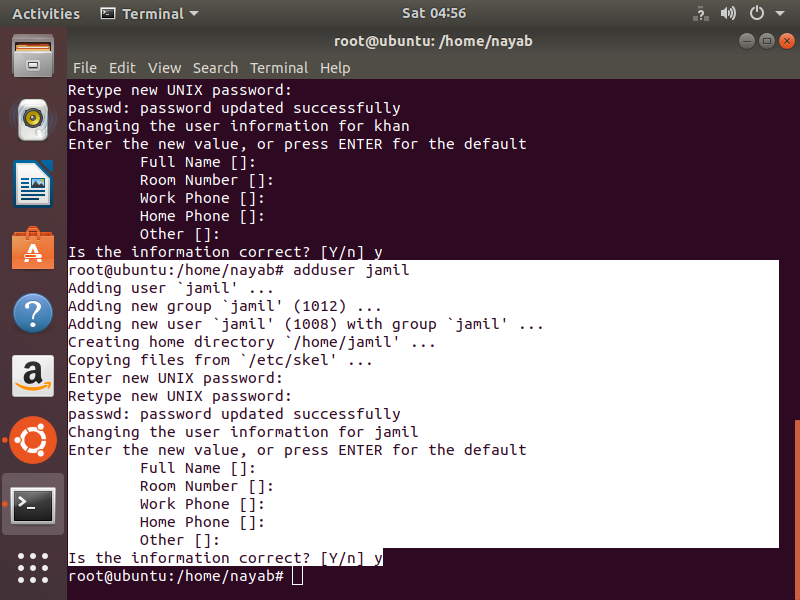 Activities Terminal Sat 04:56
root@ubuntu: /home/nayab
File Edit View Search Terminal Help
Retype new UNIX password:
passwd: password updated successfully
Changing the user information for khan
Enter the new value, or press ENTER for the default
Full Name []:
Room Number []:
Work Phone []:
Home Phone []:
Other []:
Is the information correct? [Y/n] y
root@ubuntu:/home/nayab# adduser jamil
Adding user `jamil' ...
Adding new group `jamil' (1012) ...
Adding new user `jamil' (1008) with group `jamil' ...
Creating home directory `/home/jamil' ...
Copying files from `/etc/skel' ...
Enter new UNIX password:
Retype new UNIX password:
passwd: password updated successfully
Changing the user information for jamil
Enter the new value, or press ENTER for the default
Full Name []:
Room Number []:
Work Phone []:
Home Phone []:
Other []:
Is the information correct? [Y/n] y
root@ubuntu:/home/nayab#